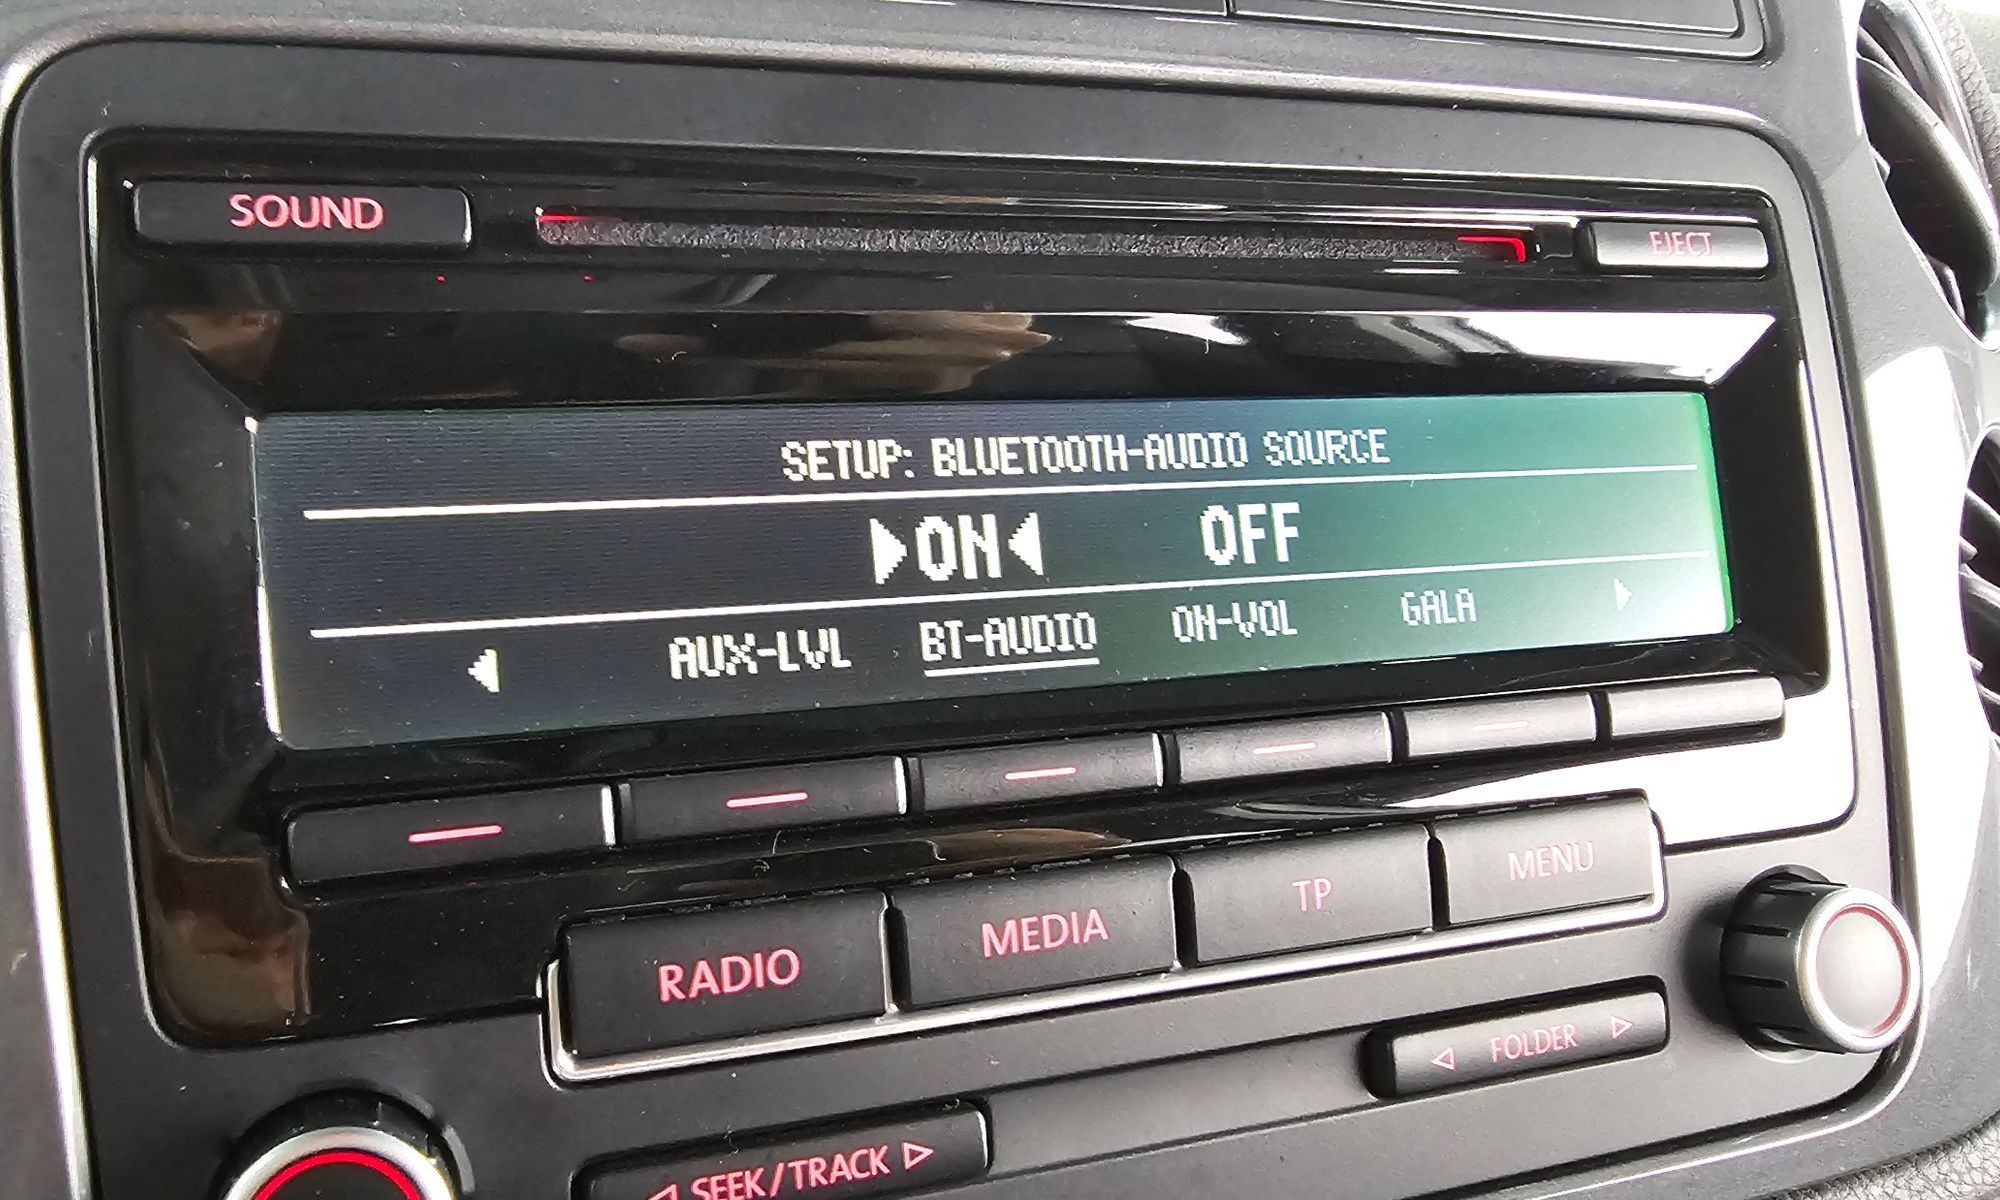 SOUND
EJECT
SETUP: BLUETOOTH-AUDIO SOURCE
ON OFF
AUX-LVL BT-AUDIO ON-VOL GALA
RADIO MEDIA TP MENU
FOLDER
SEEK/TRACK